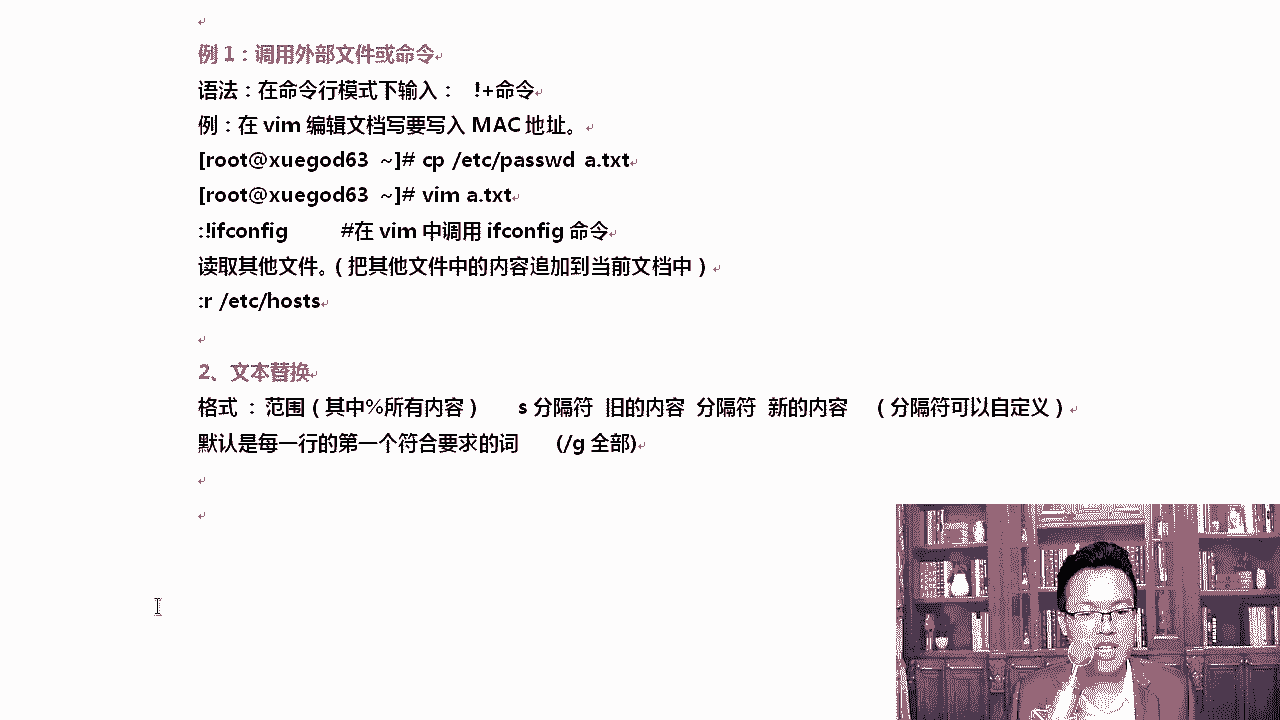 例 1：调用外部文件或命令
语法：在命令行模式下输入： !+命令
例：在 vim 编辑文档写要写入 MAC 地址。
[root@xuegod63 ~]# cp /etc/passwd a.txt
[root@xuegod63 ~]# vim a.txt
:!ifconfig #在 vim 中调用 ifconfig 命令
读取其他文件。（把其他文件中的内容追加到当前文档中）
:r /etc/hosts
2、文本替换
格式 ： 范围（其中%所有内容） s 分隔符 旧的内容 分隔符 新的内容 （分隔符可以自定义）
默认是每一行的第一个符合要求的词 (/g 全部)